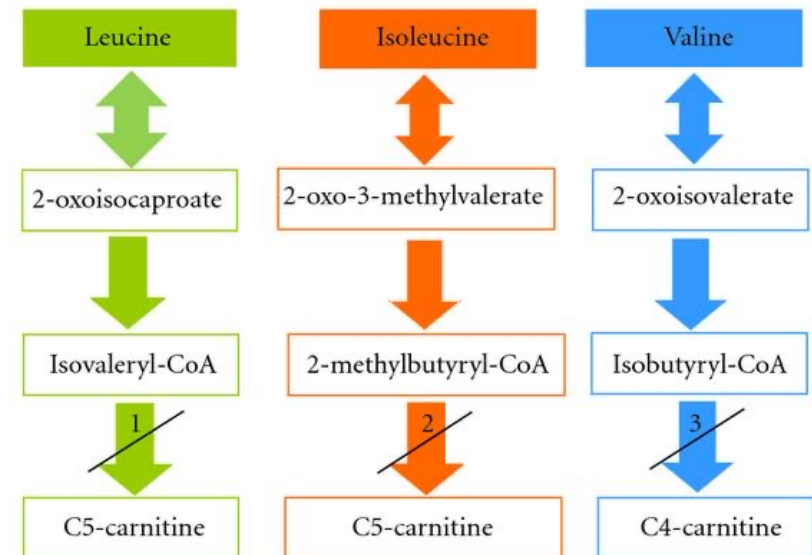 Leucine
Isoleucine
Valine
2-oxoisocaproate
2-oxo-3-methylvalerate
2-oxoisovalerate
Isovaleryl-CoA
2-methylbutyryl-CoA
Isobutyryl-CoA
1
2
3
C5-carnitine
C5-carnitine
C4-carnitine